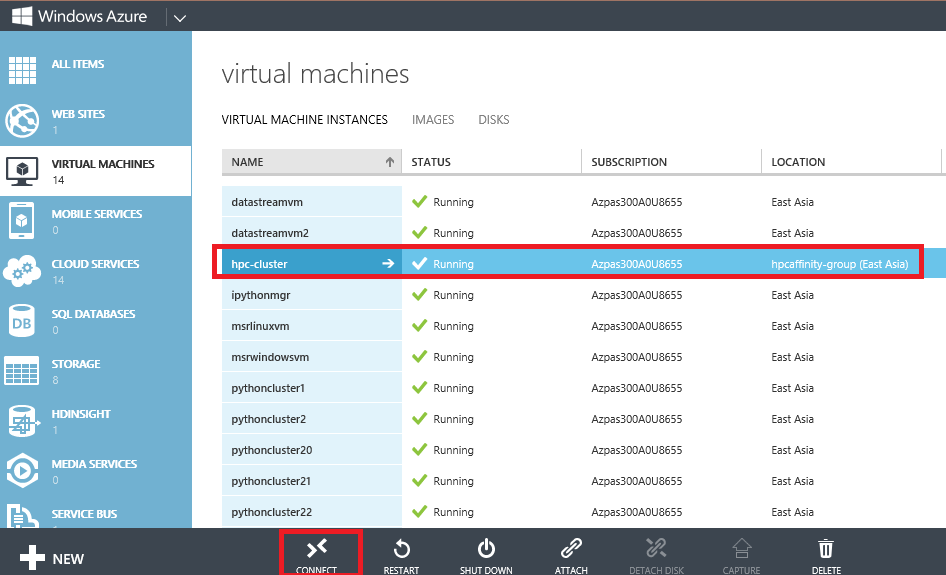 Windows Azure
ALL ITEMS
WEB SITES
1
VIRTUAL MACHINES
14
MOBILE SERVICES
0
CLOUD SERVICES
14
SQL DATABASES
0
DB
STORAGE
8
HDINSIGHT
1
MEDIA SERVICES
0
SERVICE BUS
virtual machines
VIRTUAL MACHINE INSTANCES IMAGES DISKS
NAME STATUS SUBSCRIPTION LOCATION
datastreamvm Running Azpas300A0U8655 East Asia
datastreamvm2 Running Azpas300A0U8655 East Asia
hpc-cluster Running Azpas300A0U8655 hpcaffinity-group (East Asia)
ipythonmgr Running Azpas300A0U8655 East Asia
msrlinuxvm Running Azpas300A0U8655 East Asia
msrwindowsvm Running Azpas300A0U8655 East Asia
pythoncluster1 Running Azpas300A0U8655 East Asia
pythoncluster2 Running Azpas300A0U8655 East Asia
pythoncluster20 Running Azpas300A0U8655 East Asia
pythoncluster21 Running Azpas300A0U8655 East Asia
pythoncluster22 Running Azpas300A0U8655 East Asia
NEW
CONNECT RESTART SHUT DOWN ATTACH DETACH DISK CAPTURE DELETE